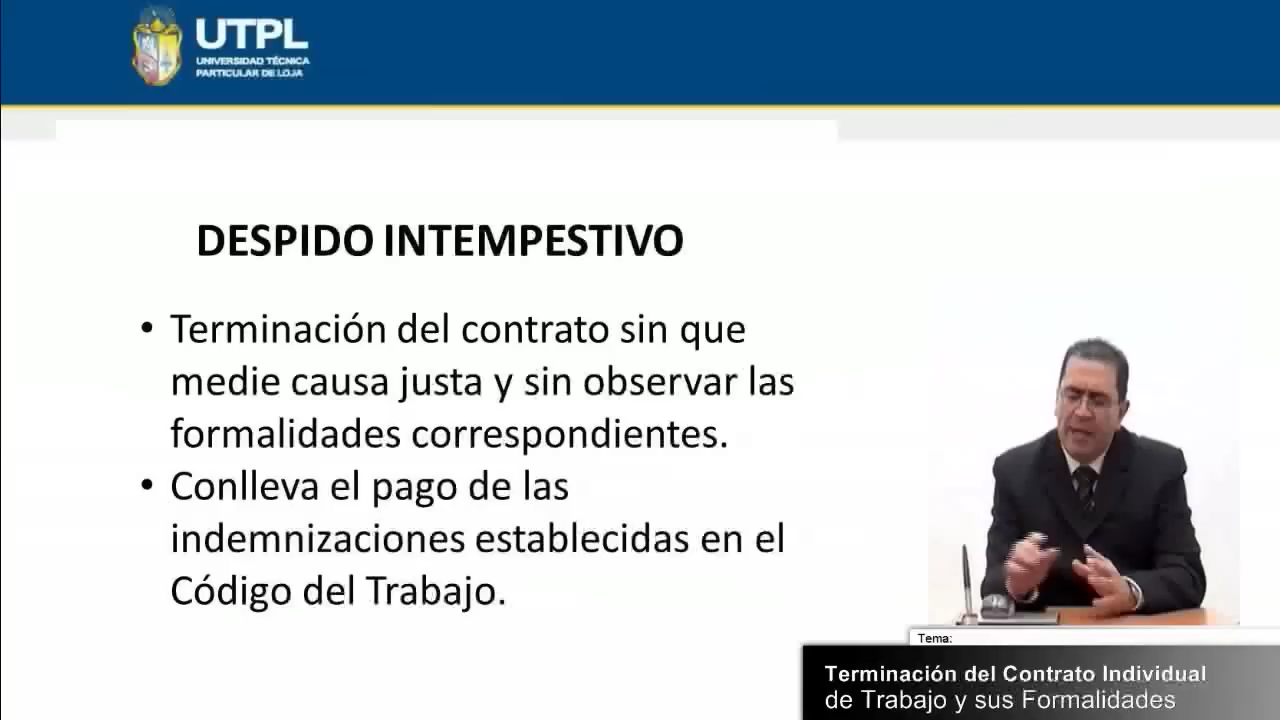 UTPL
UNIVERSIDAD TÉCNICA
PARTICULAR DE LOJA
DESPIDO INTEMPESTIVO
• Terminación del contrato sin que
medie causa justa y sin observar las
formalidades correspondientes.
• Conlleva el pago de las
indemnizaciones establecidas en el
Código del Trabajo.
Tema:
Terminación del Contrato Individual
de Trabajo y sus Formalidades